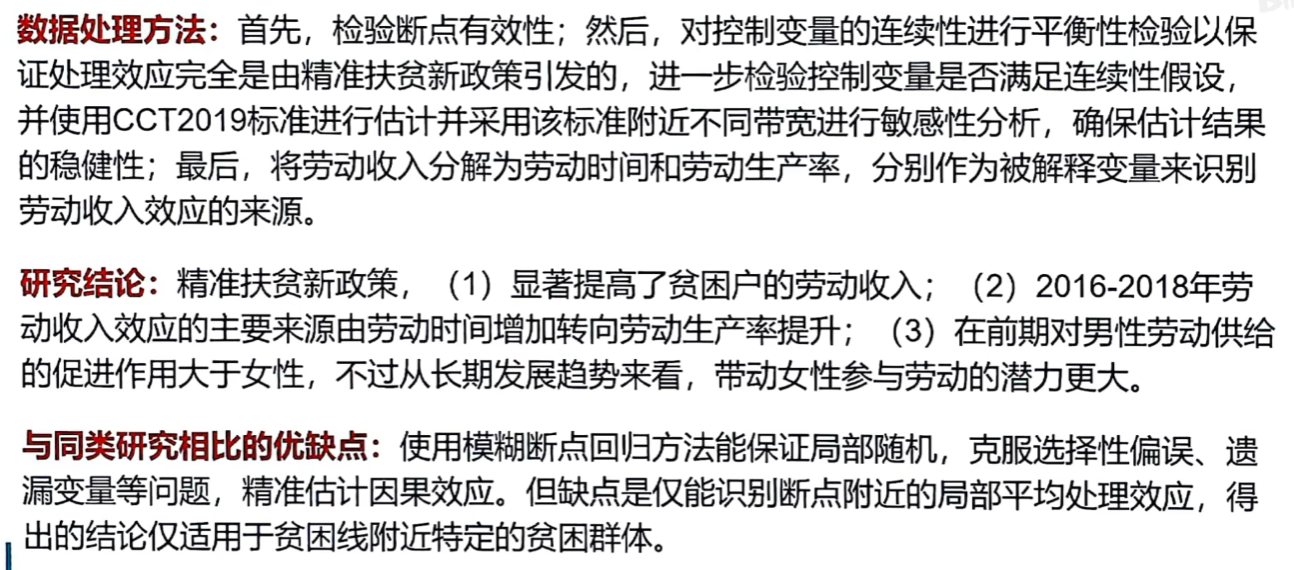 数据处理方法：首先，检验断点有效性；然后，对控制变量的连续性进行平衡性检验以保
证处理效应完全是由精准扶贫新政策引发的，进一步检验控制变量是否满足连续性假设，
并使用CCT2019标准进行估计并采用该标准附近不同带宽进行敏感性分析，确保估计结果
的稳健性；最后，将劳动收入分解为劳动时间和劳动生产率，分别作为被解释变量来识别
劳动收入效应的来源。
研究结论：精准扶贫新政策，（1）显著提高了贫困户的劳动收入；（2）2016-2018年劳
动收入效应的主要来源由劳动时间增加转向劳动生产率提升；（3）在前期对男性劳动供给
的促进作用大于女性，不过从长期发展趋势来看，带动女性参与劳动的潜力更大。
与同类研究相比的优缺点：使用模糊断点回归方法能保证局部随机，克服选择性偏误、遗
漏变量等问题，精准估计因果效应。但缺点是仅能识别断点附近的局部平均处理效应，得
出的结论仅适用于贫困线附近特定的贫困群体。